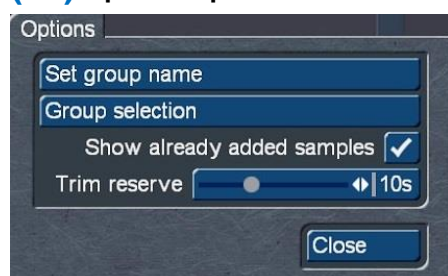 Options
Set group name
Group selection
Show already added samples
Trim reserve 10s
Close